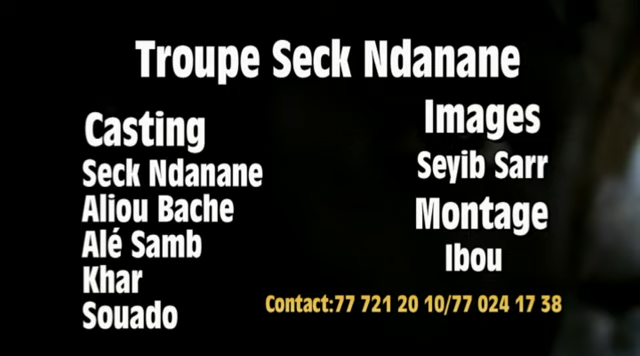 Troupe Seck Ndanane
Casting
Seck Ndanane
Aliou Bache
Alé Samb
Khar
Souado
Images
Seyib Sarr
Montage
Ibou
Contact:77 721 20 10/77 024 17 38